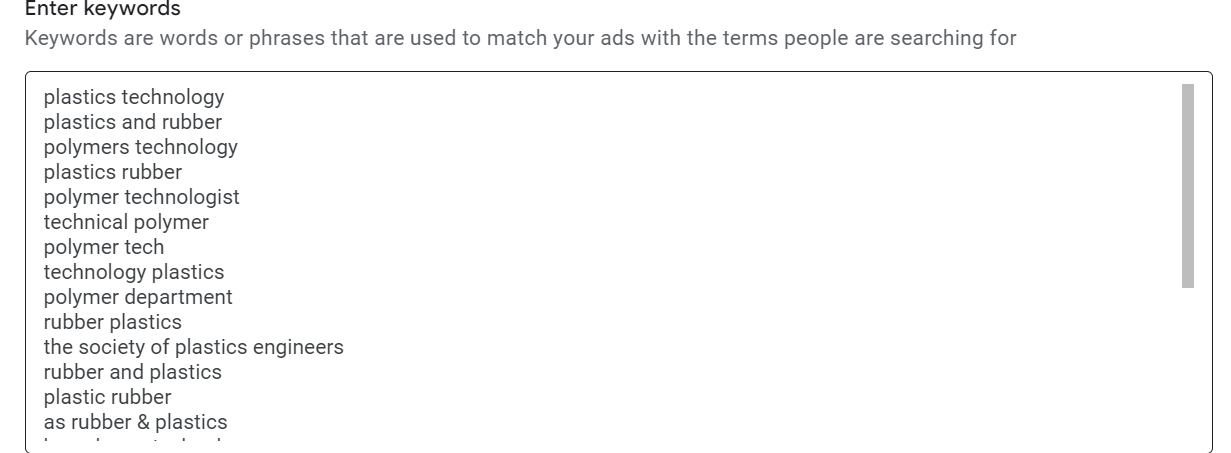 Enter keywords
Keywords are words or phrases that are used to match your ads with the terms people are searching for
plastics technology
plastics and rubber
polymers technology
plastics rubber
polymer technologist
technical polymer
polymer tech
technology plastics
polymer department
rubber plastics
the society of plastics engineers
rubber and plastics
plastic rubber
as rubber & plastics